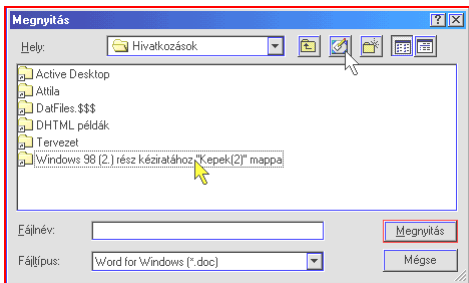 Megnyitás
Hely: Hivatkozások
Active Desktop
Attila
DatFiles.$$$
DHTML példák
Tervezet
Windows 98 (2.) rész kéziratához "Kepek(2)" mappa
Fájlnév: Megnyitás
Fájltípus: Word for Windows (*.doc) Mégse